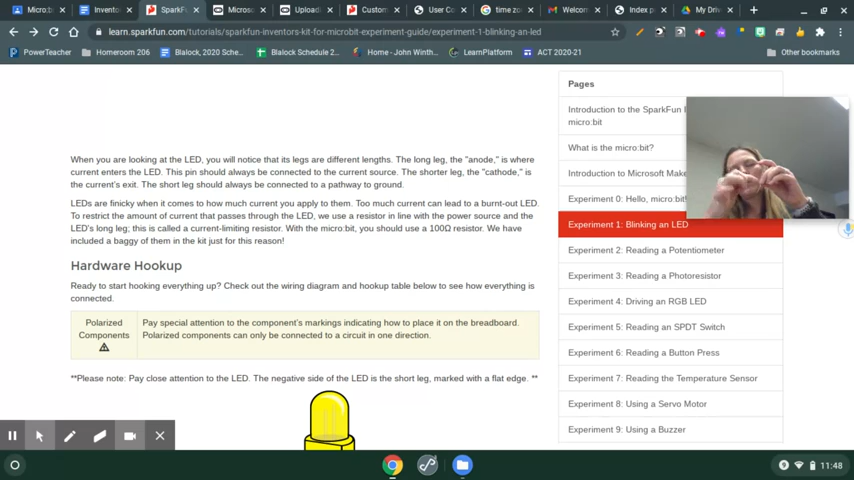 Micro:b
Invento
SparkF
Micros
Uploadi
Custom
User Co
time zo
Welcom
Index p
My Driv
learn.sparkfun.com/tutorials/sparkfun-inventors-kit-for-microbit-experiment-guide/experiment-1-blinking-an-led
PowerTeacher
Homeroom 206
Blalock, 2020 Sche...
Blalock Schedule 2...
Home - John Winth...
LearnPlatform
ACT 2020-21
Other bookmarks
When you are looking at the LED, you will notice that its legs are different lengths. The long leg, the "anode," is where
current enters the LED. This pin should always be connected to the current source. The shorter leg, the "cathode," is
the current's exit. The short leg should always be connected to a pathway to ground.
LEDs are finicky when it comes to how much current you apply to them. Too much current can lead to a burnt-out LED.
To restrict the amount of current that passes through the LED, we use a resistor in line with the power source and the
LED's long leg; this is called a current-limiting resistor. With the micro:bit, you should use a 100Ω resistor. We have
included a baggy of them in the kit just for this reason!
Hardware Hookup
Ready to start hooking everything up? Check out the wiring diagram and hookup table below to see how everything is
connected.
Polarized
Components
Pay special attention to the component's markings indicating how to place it on the breadboard.
Polarized components can only be connected to a circuit in one direction.
**Please note: Pay close attention to the LED. The negative side of the LED is the short leg, marked with a flat edge. **
Pages
Introduction to the SparkFun I
micro:bit
What is the micro:bit?
Introduction to Microsoft Make
Experiment 0: Hello, micro:bit!
Experiment 1: Blinking an LED
Experiment 2: Reading a Potentiometer
Experiment 3: Reading a Photoresistor
Experiment 4: Driving an RGB LED
Experiment 5: Reading an SPDT Switch
Experiment 6: Reading a Button Press
Experiment 7: Reading the Temperature Sensor
Experiment 8: Using a Servo Motor
Experiment 9: Using a Buzzer
9
11:48